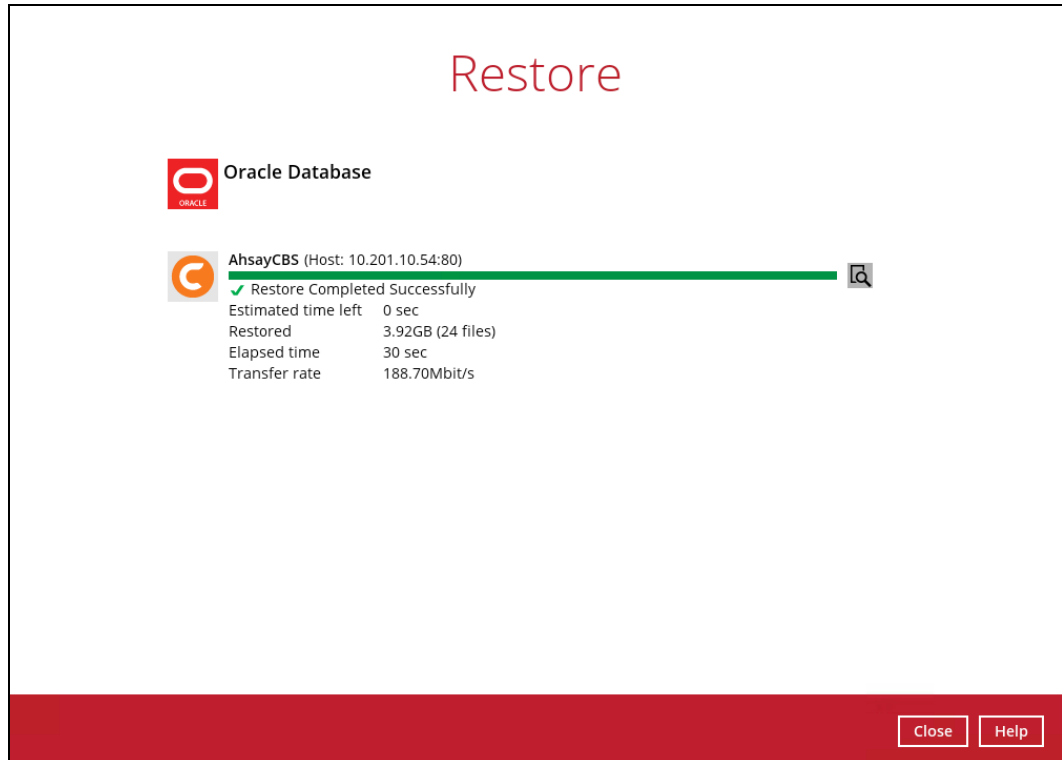 Restore
Oracle Database
ORACLE
AhsayCBS (Host: 10.201.10.54:80)
Restore Completed Successfully
Estimated time left 0 sec
Restored 3.92GB (24 files)
Elapsed time 30 sec
Transfer rate 188.70Mbit/s
Close Help